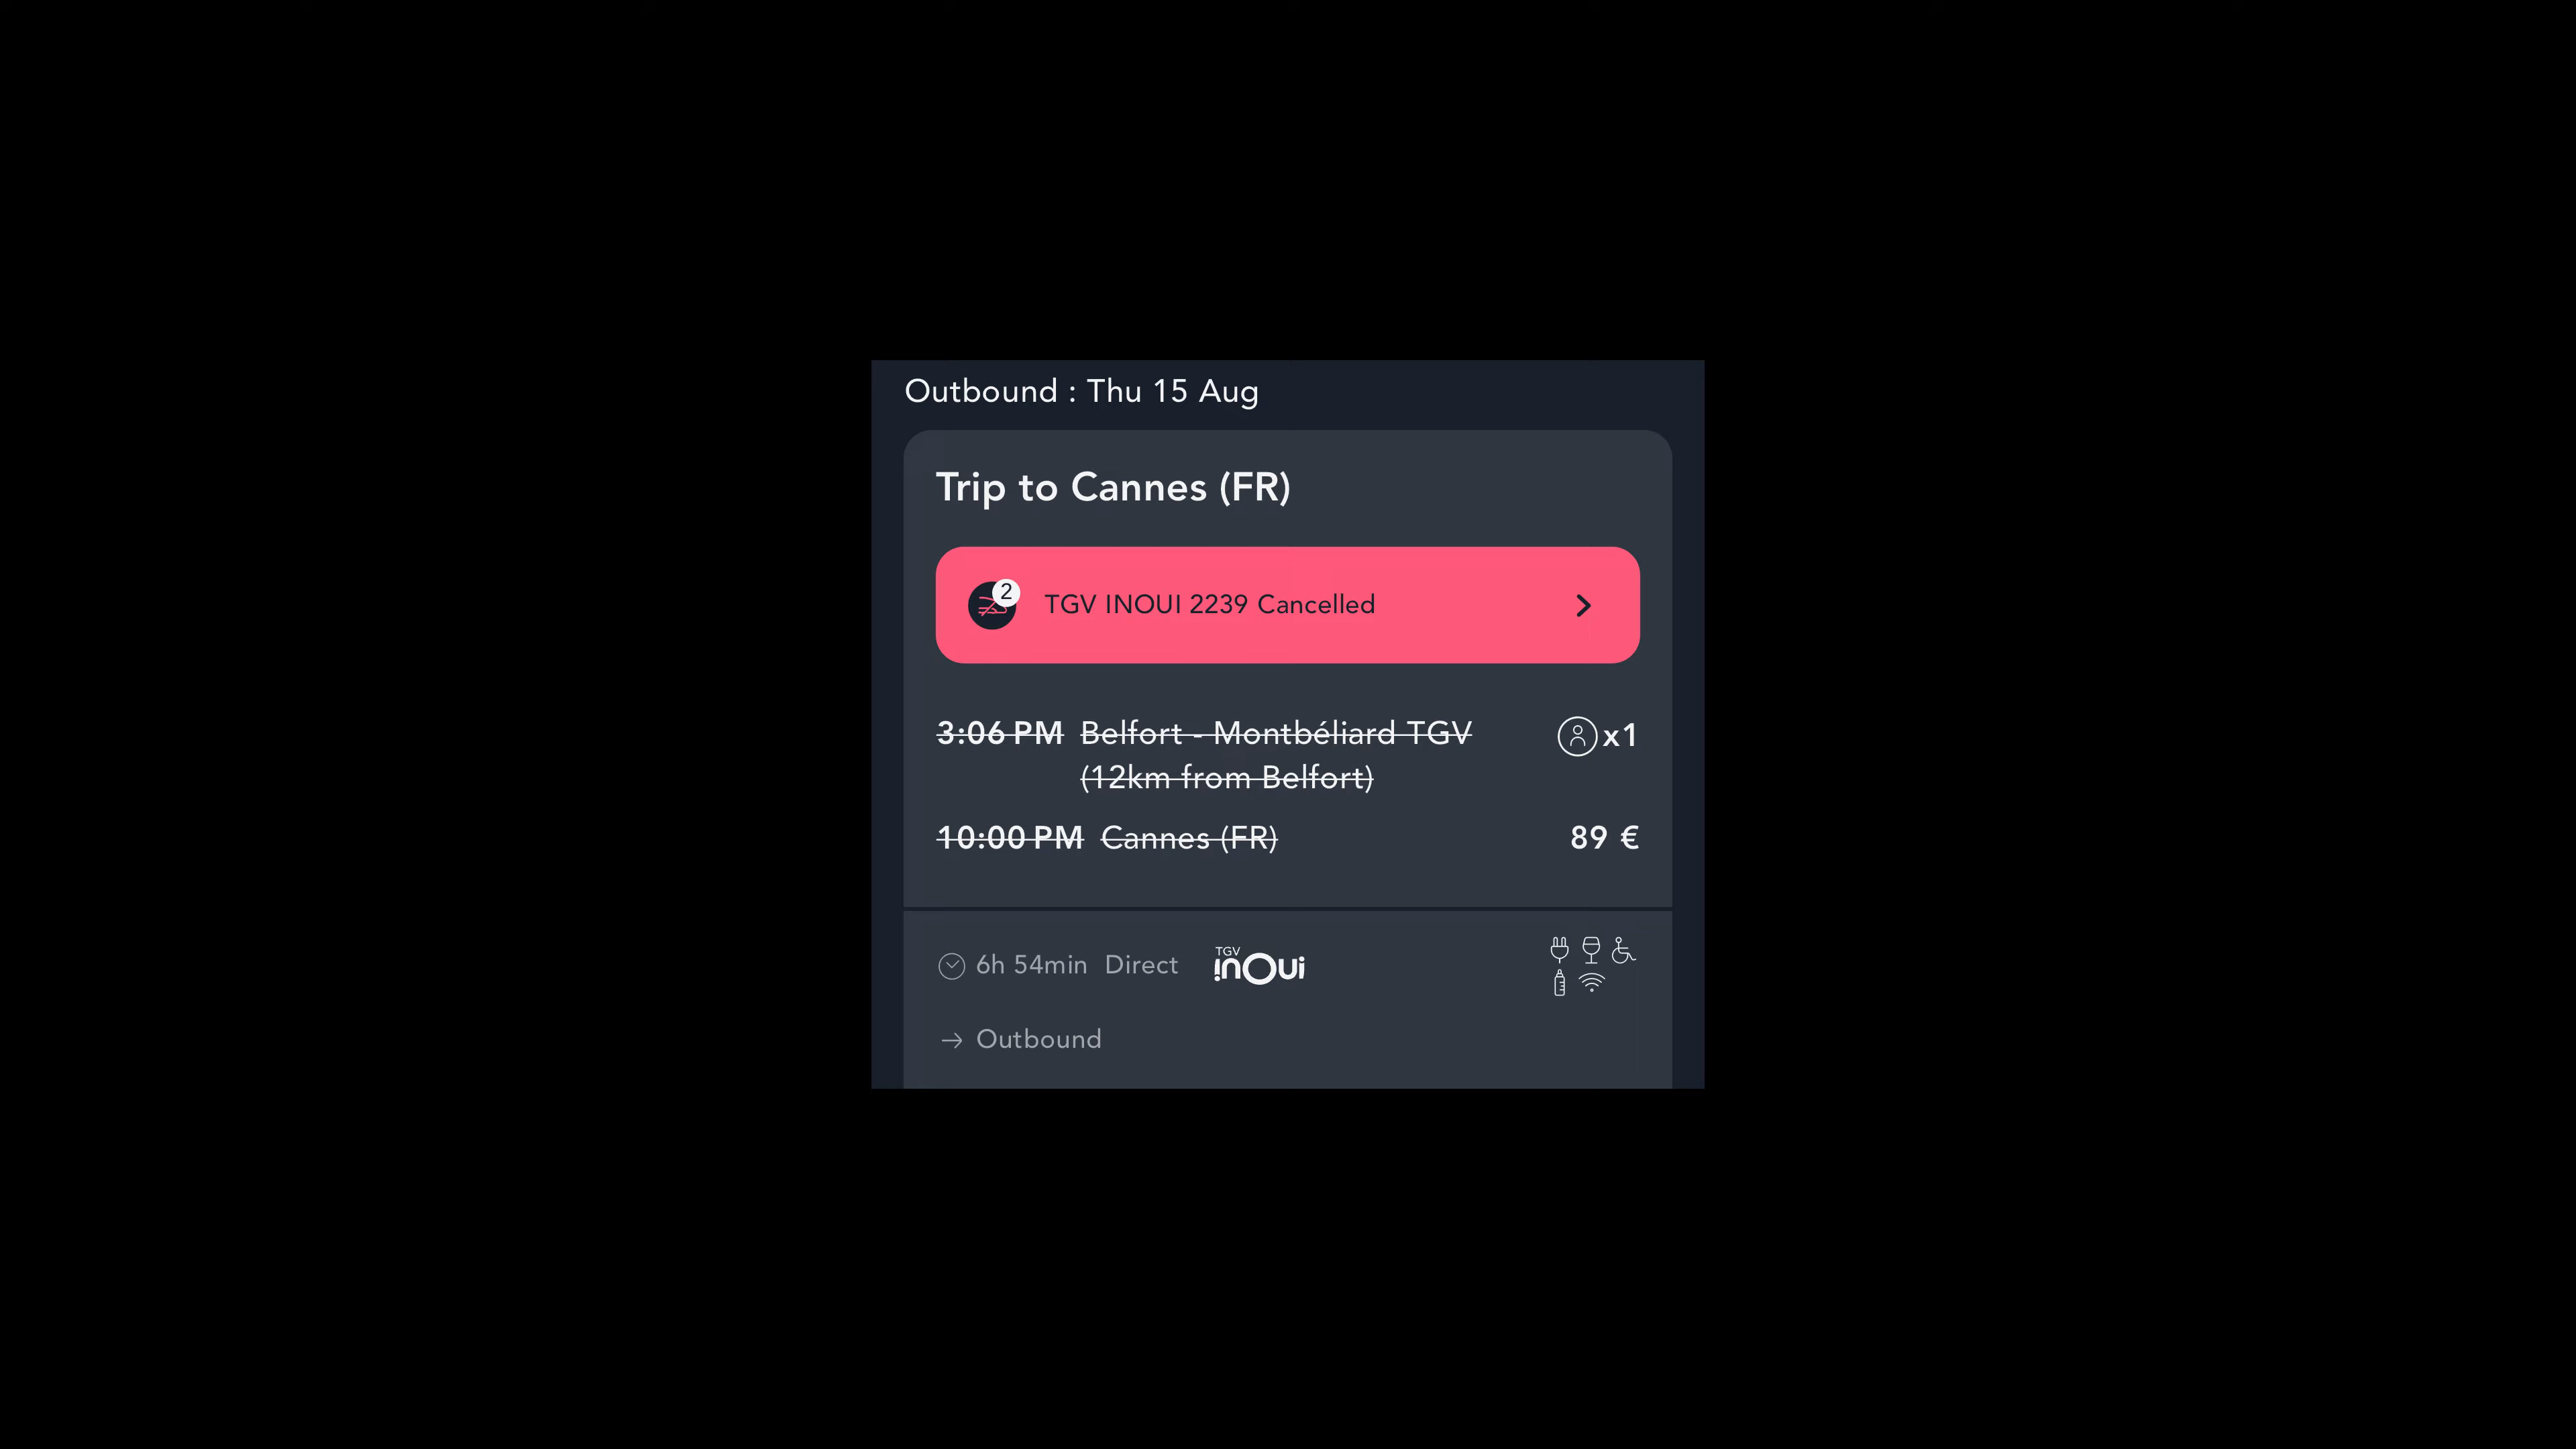 Outbound : Thu 15 Aug
Trip to Cannes (FR)
2
TGV INOUI 2239 Cancelled
3:06 PM Belfort - Montbéliard TGV x1
(12km from Belfort)
10:00 PM Cannes (FR) 89 €
6h 54min Direct TGV inOui
Outbound